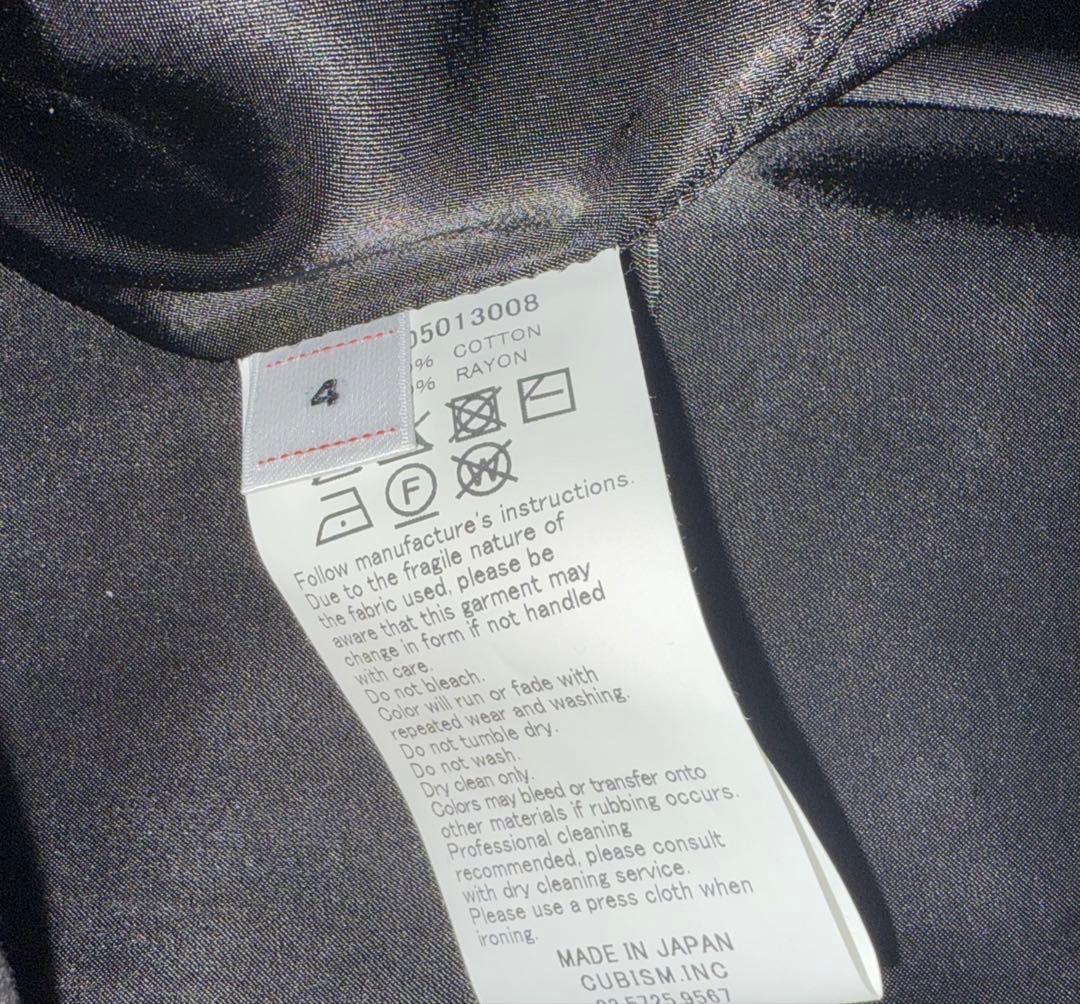 4
05013008
% COTTON
% RAYON
F
W
Follow manufacture's instructions.
Due to the fragile nature of
the fabric used, please be
aware that this garment may
change in form if not handled
with care.
Do not bleach.
Color will run or fade with
repeated wear and washing.
Do not tumble dry.
Do not wash.
Dry clean only.
Colors may bleed or transfer onto
other materials if rubbing occurs.
Professional cleaning
recommended, please consult
with dry cleaning service.
Please use a press cloth when
ironing.
MADE IN JAPAN
CUBISM.INC
03.5725.9567